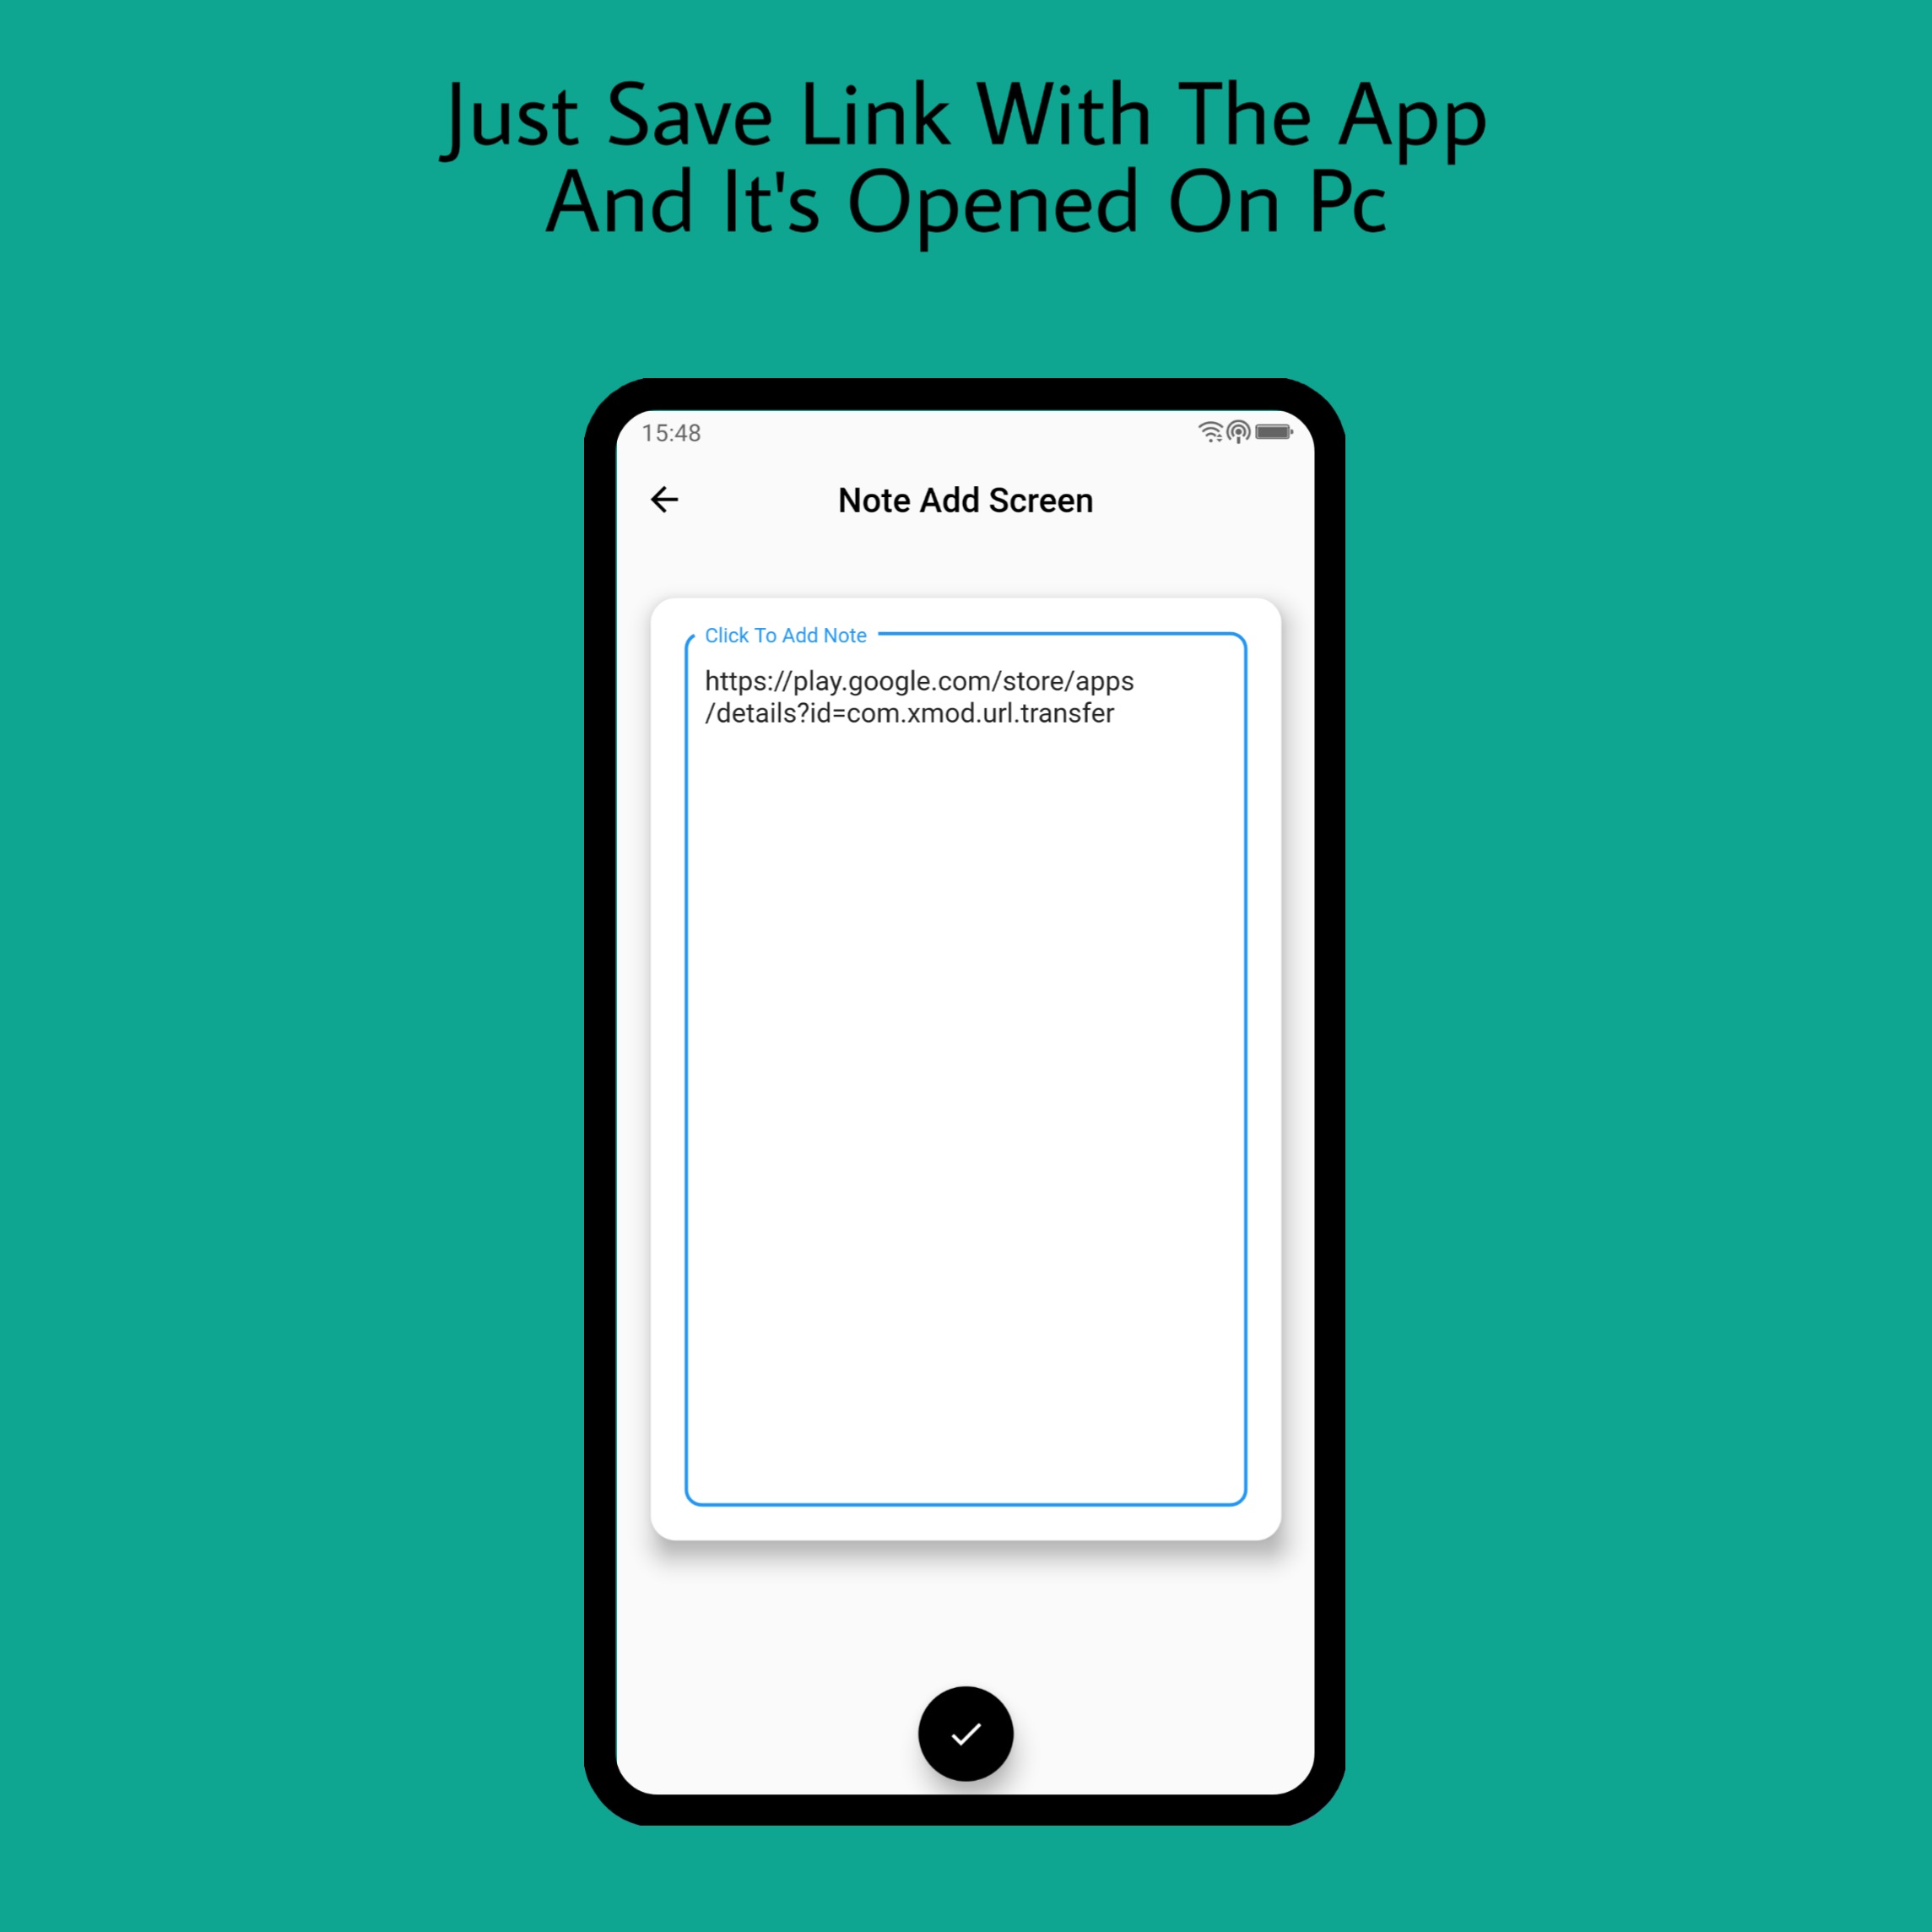 Just Save Link With The App
And It's Opened On Pc
15:48
Note Add Screen
Click To Add Note
https://play.google.com/store/apps
/details?id=com.xmod.url.transfer